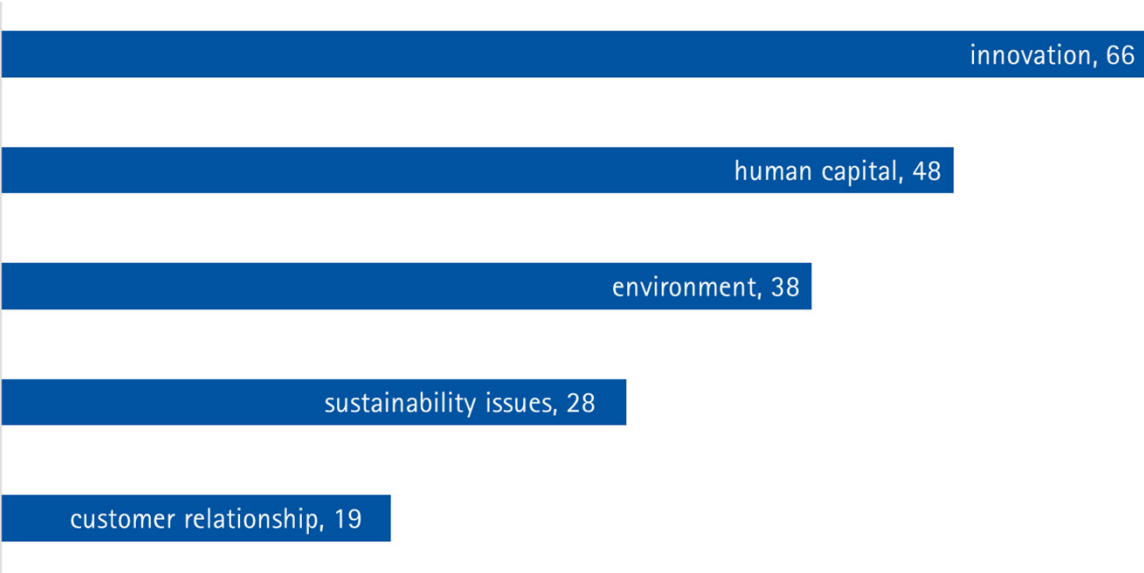 innovation, 66
human capital, 48
environment, 38
sustainability issues, 28
customer relationship, 19